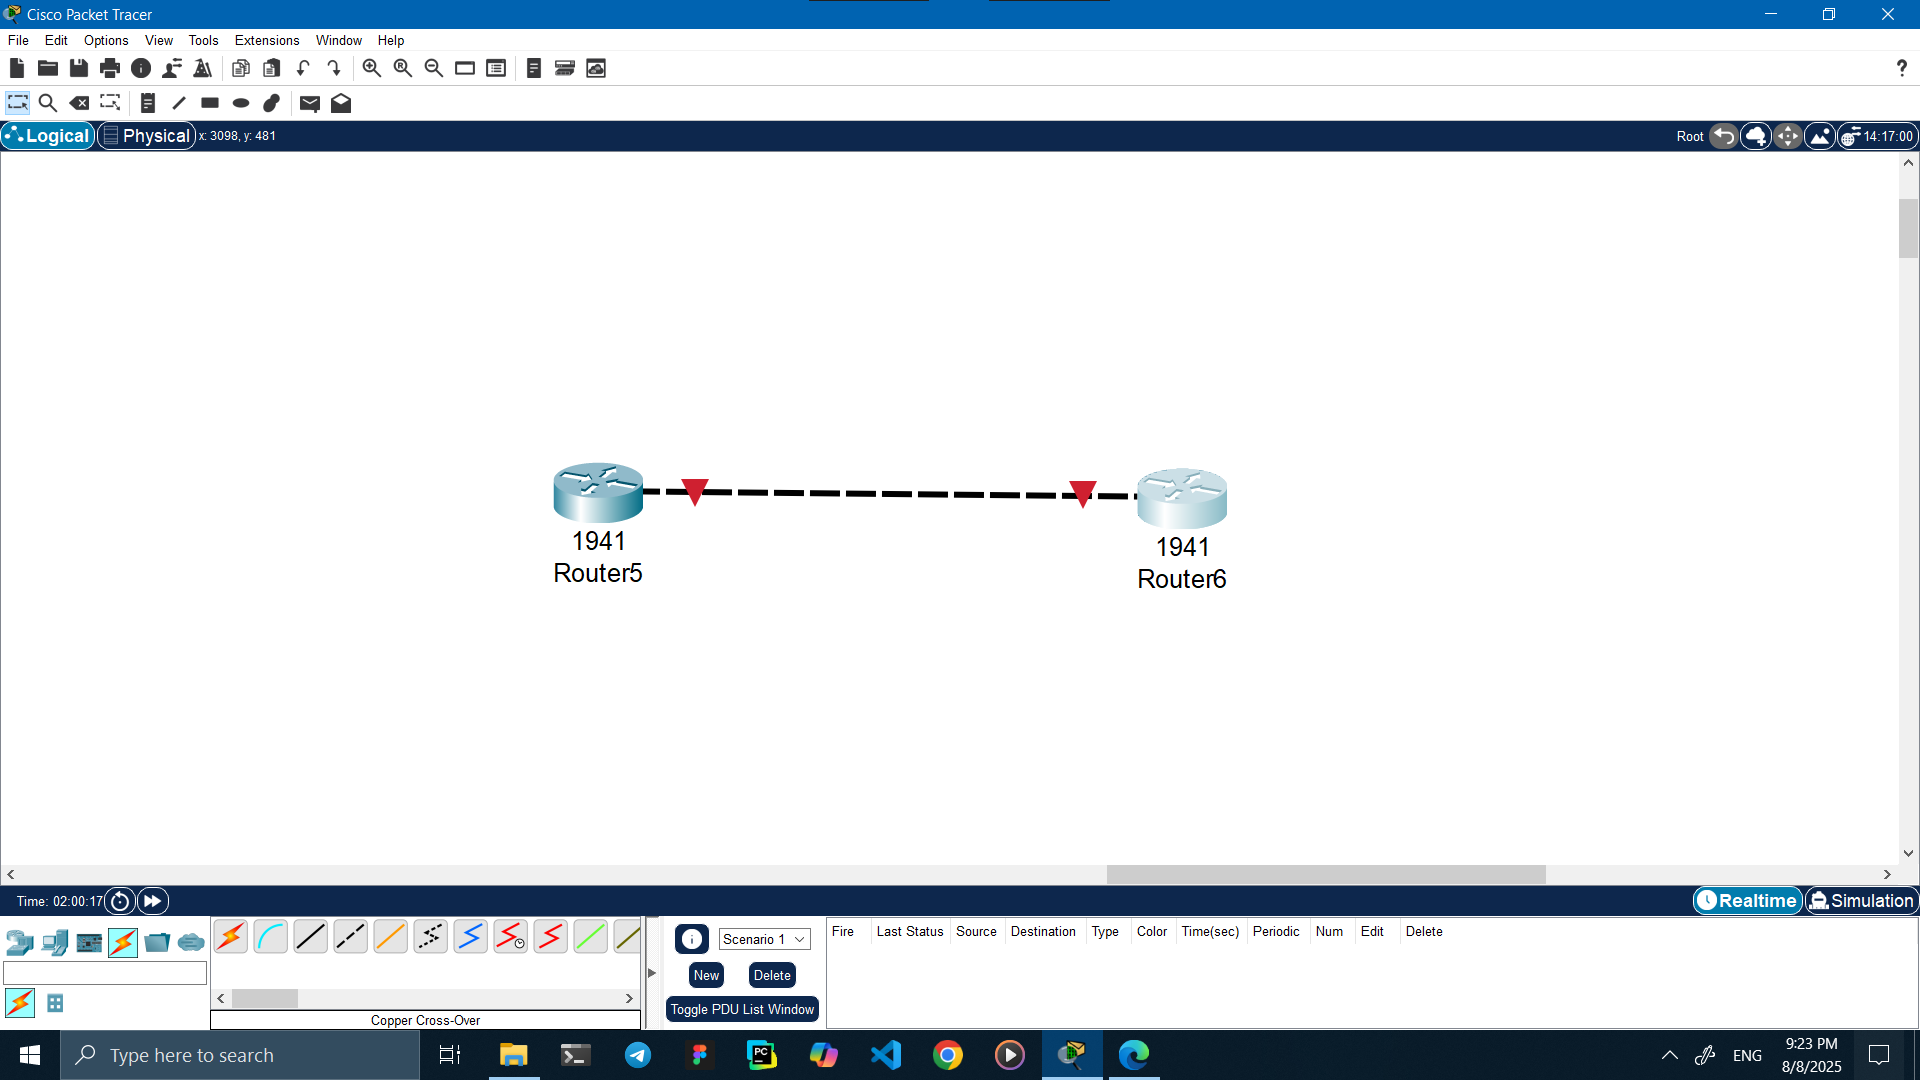 Cisco Packet Tracer
File Edit Options View Tools Extensions Window Help
?
Logical Physical x: 3098, y: 481 Root 14:17:00
1941
Router5
1941
Router6
Time: 02:00:17 Realtime Simulation
Scenario 1
New Delete
Toggle PDU List Window
Fire Last Status Source Destination Type Color Time(sec) Periodic Num Edit Delete
Copper Cross-Over
Type here to search
PC
ENG
9:23 PM
8/8/2025